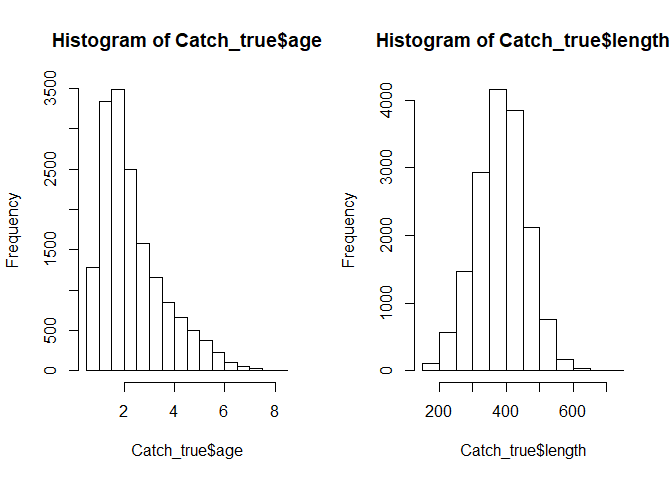 Histogram of Catch_true$age
Frequency
0
500
1500
2500
3500
2 4 6 8
Catch_true$age
Histogram of Catch_true$length
Frequency
0
1000
2000
3000
4000
200 400 600
Catch_true$length